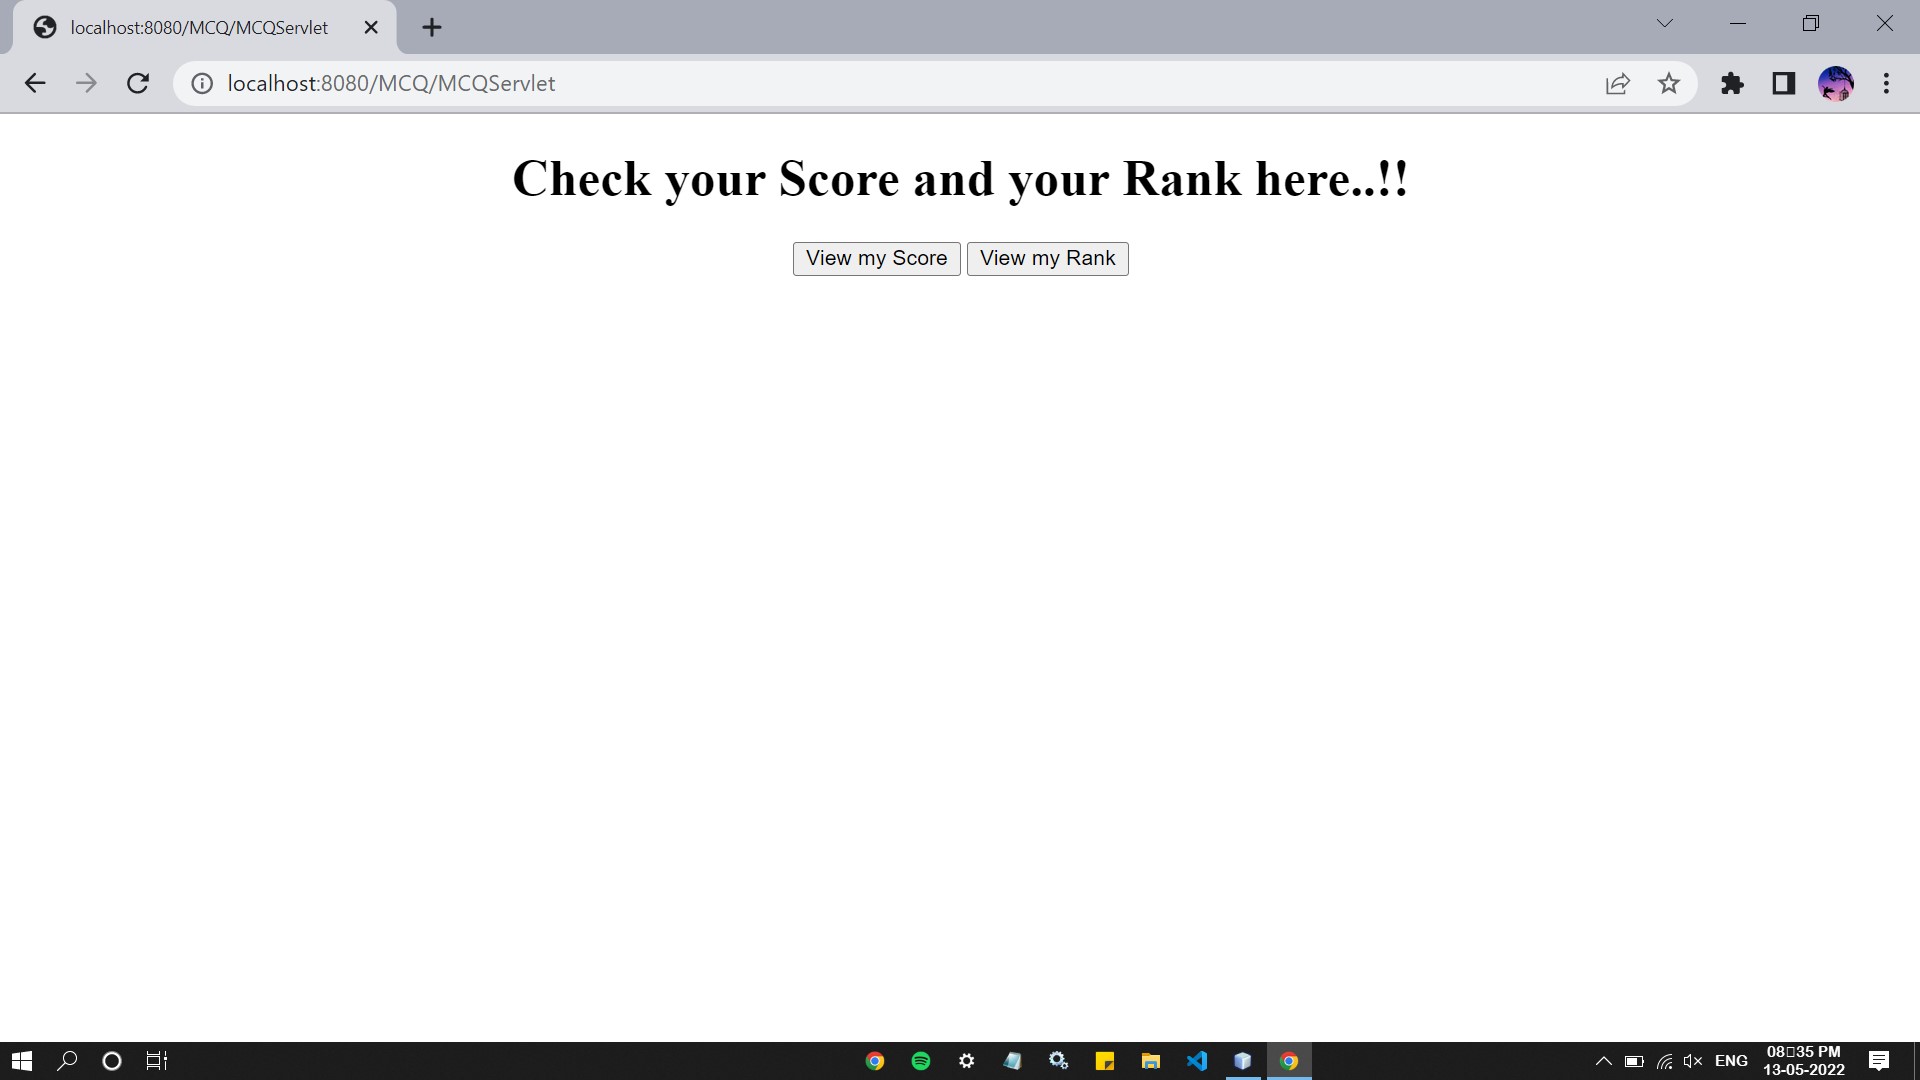 localhost:8080/MCQ/MCQServlet
localhost:8080/MCQ/MCQServlet
Check your Score and your Rank here..!!
View my Score View my Rank
ENG
08▯35 PM
13-05-2022